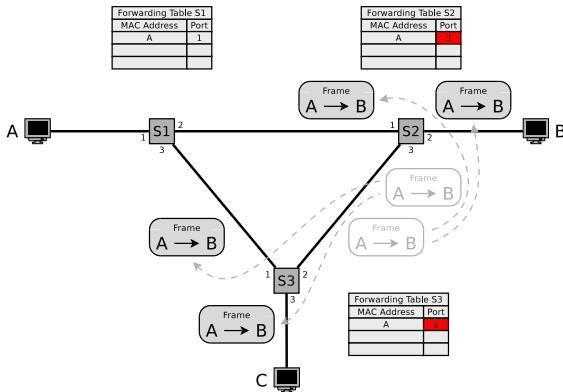 Forwarding Table S1
MAC Address Port
A 1
Forwarding Table S2
MAC Address Port
A 3
Frame
A → B
Frame
A → B
A
S1
1
2
3
S2
1
2
3
B
Frame
A → B
Frame
A → B
Frame
A → B
S3
1
2
3
Frame
A → B
Forwarding Table S3
MAC Address Port
A 2
C